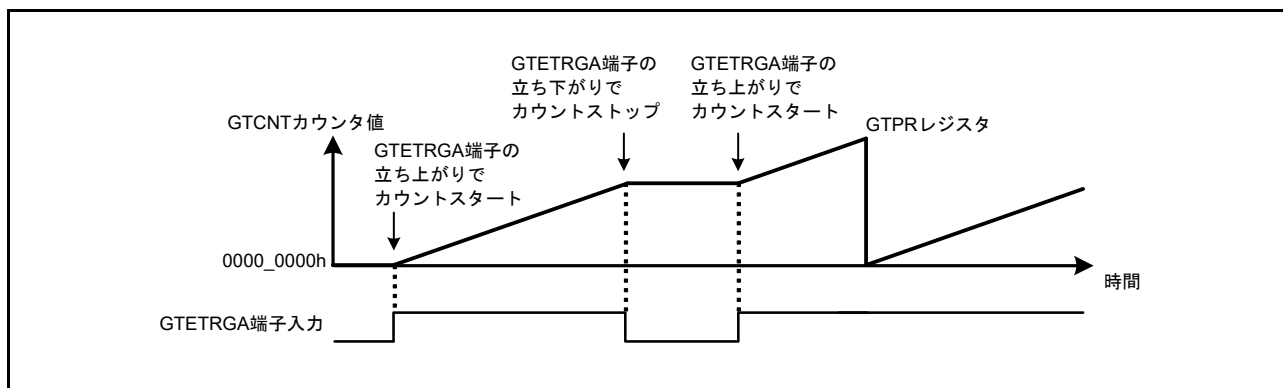 GTETRGA端子の
立ち下がりで
カウントストップ
GTETRGA端子の
立ち上がりで
カウントスタート
GTCNTカウンタ値
GTPRレジスタ
GTETRGA端子の
立ち上がりで
カウントスタート
0000_0000h
時間
GTETRGA端子入力